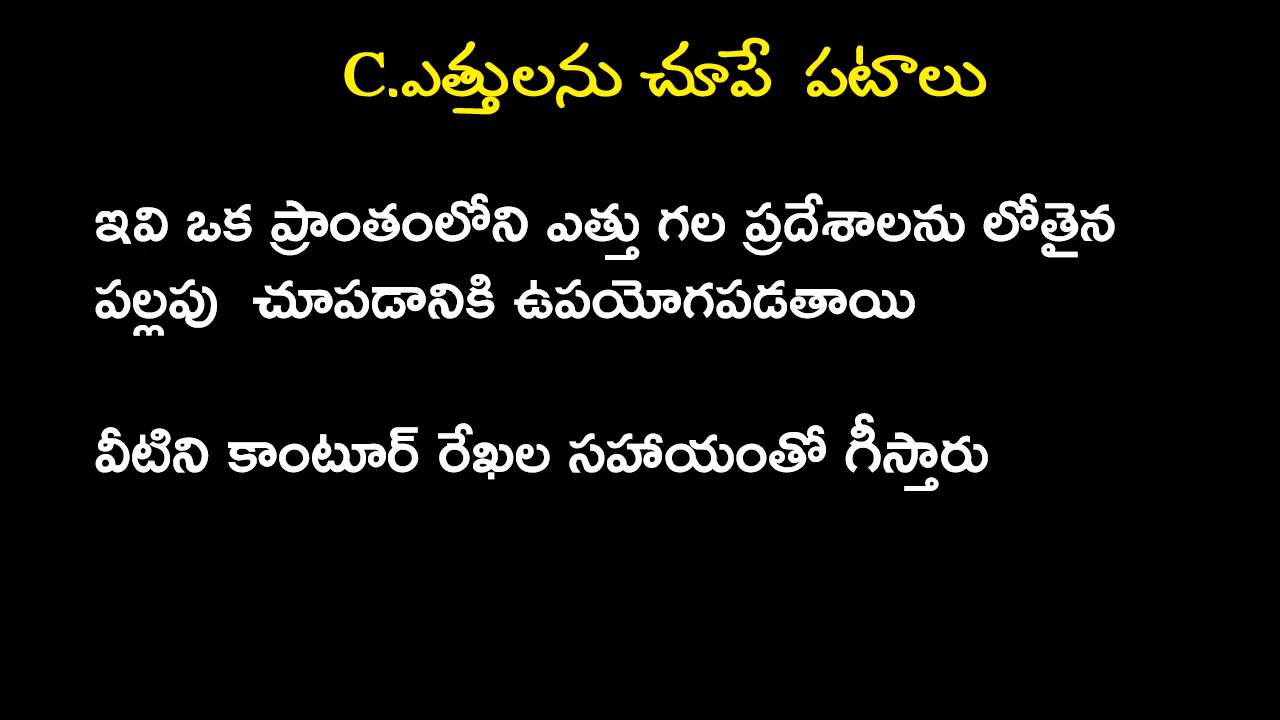 C.ఎత్తులను చూపే పటాలు
ఇవి ఒక ప్రాంతంలోని ఎత్తు గల ప్రదేశాలను లోతైన
పల్లపు చూపడానికి ఉపయోగపడతాయి
వీటిని కాంటూర్ రేఖల సహాయంతో గీస్తారు